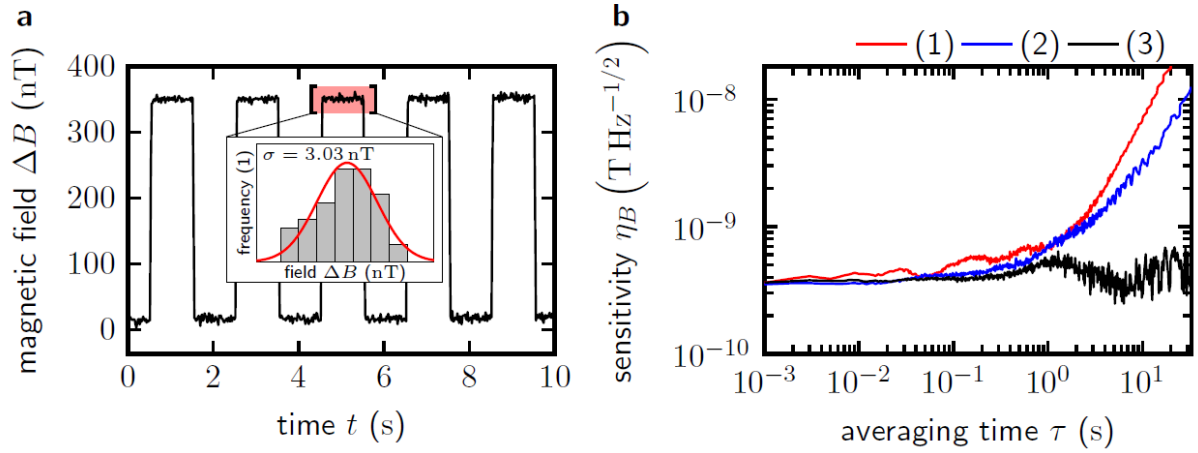 a
magnetic field ΔB (nT)
400
300
200
100
0
0 2 4 6 8 10
time t (s)
σ = 3.03 nT
frequency (1)
field ΔB (nT)
b
(1) (2) (3)
sensitivity η_B (T Hz^{−1/2})
10^{−8}
10^{−9}
10^{−10}
10^{−3} 10^{−2} 10^{−1} 10^{0} 10^{1}
averaging time τ (s)